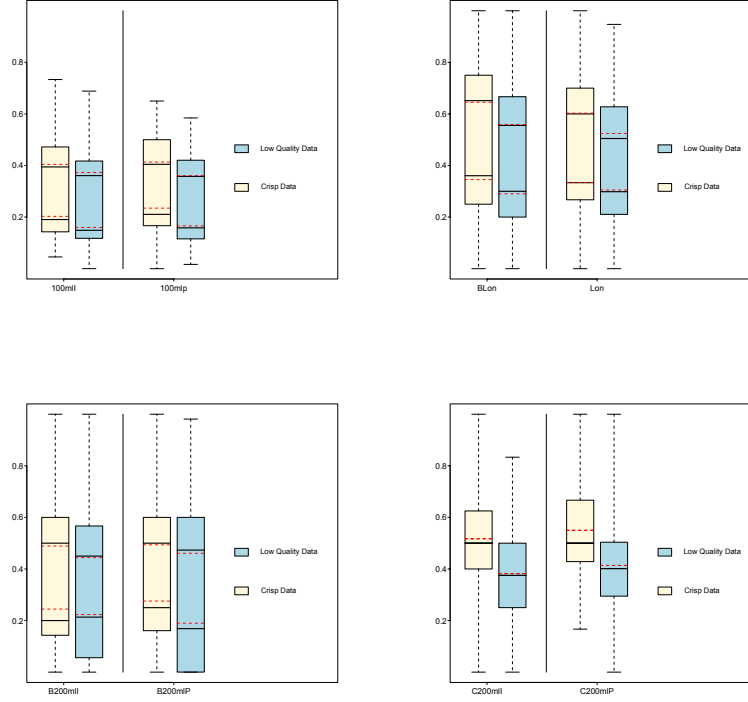 0.8
0.6
0.4
0.2
Low Quality Data
Crisp Data
100mlI
100mlp
0.8
0.6
0.4
0.2
Low Quality Data
Crisp Data
BLon
Lon
0.8
0.6
0.4
0.2
Low Quality Data
Crisp Data
B200mlI
B200mlP
0.8
0.6
0.4
0.2
Low Quality Data
Crisp Data
C200mlI
C200mlP